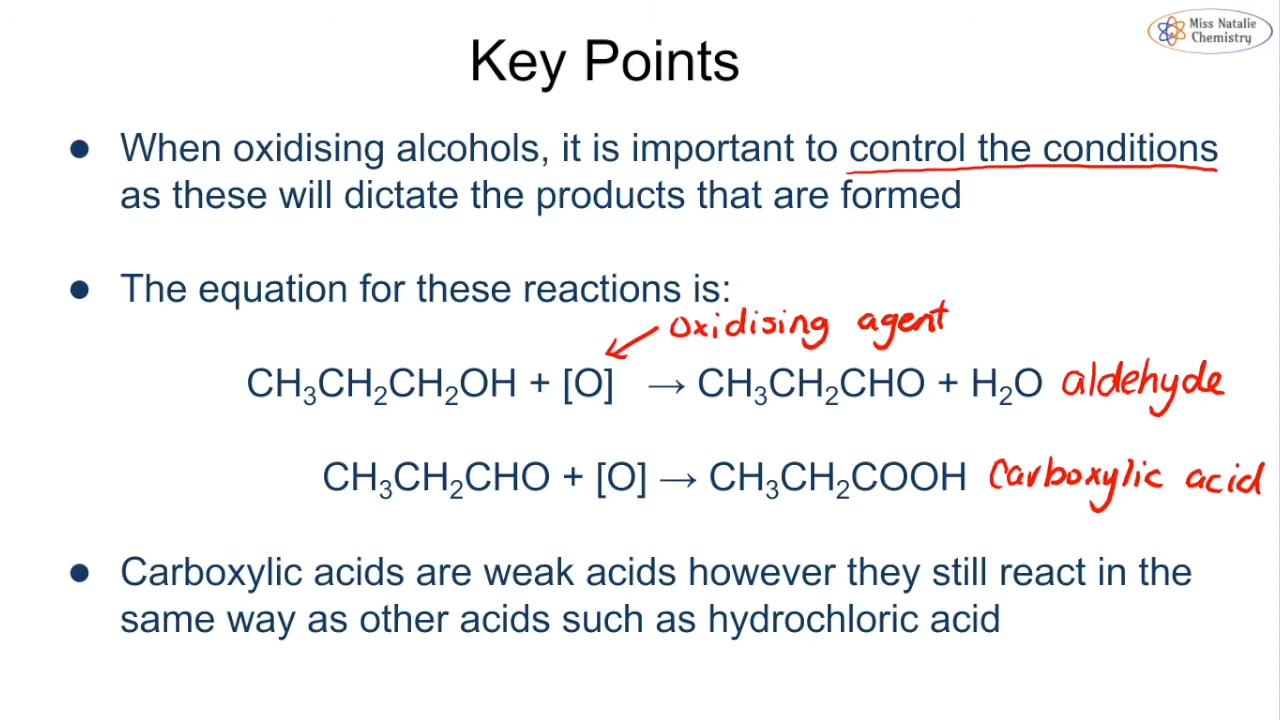 Miss Natalie
Chemistry
Key Points
● When oxidising alcohols, it is important to control the conditions
as these will dictate the products that are formed
● The equation for these reactions is:
oxidising agent
CH₃CH₂CH₂OH + [O] → CH₃CH₂CHO + H₂O aldehyde
CH₃CH₂CHO + [O] → CH₃CH₂COOH Carboxylic acid
● Carboxylic acids are weak acids however they still react in the
same way as other acids such as hydrochloric acid